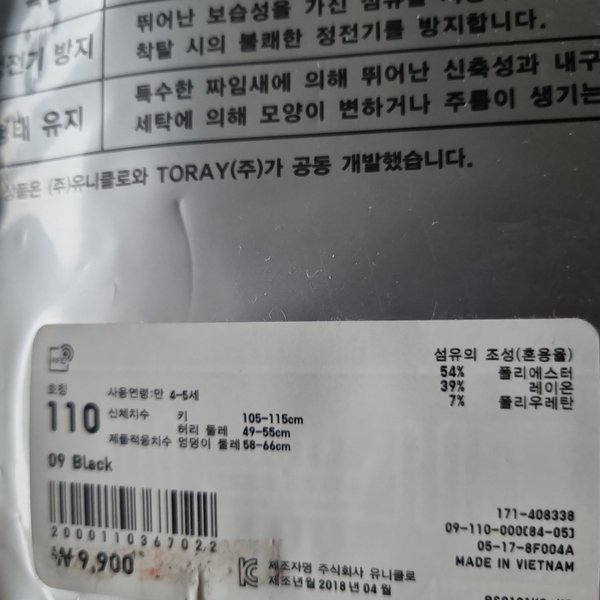 뛰어난 보습성을 가진 섬유를
정전기 방지
착탈 시의 불쾌한 정전기를 방지합니다.
특수한 짜임새에 의해 뛰어난 신축성과 내구
유지
세탁에 의해 모양이 변하거나 주름이 생기는
상품은 (주)유니클로와 TORAY(주)가 공동 개발했습니다.
섬유의 조성(혼용율)
54% 폴리에스터
39% 레이온
7% 폴리우레탄
호칭
110
사용연령:만 4-5세
신체치수 키 105-115cm
허리 둘레 49-55cm
제품적용치수 엉덩이 둘레 58-66cm
09 Black
2000110367022
₩9,900
171-408338
09-110-000[84-05]
05-17-8F004A
MADE IN VIETNAM
제조자명 주식회사 유니클로
제조년월 2018 년 04 월